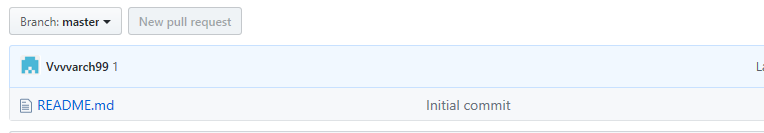 Branch: master New pull request
Vvvvarch99 1
README.md Initial commit